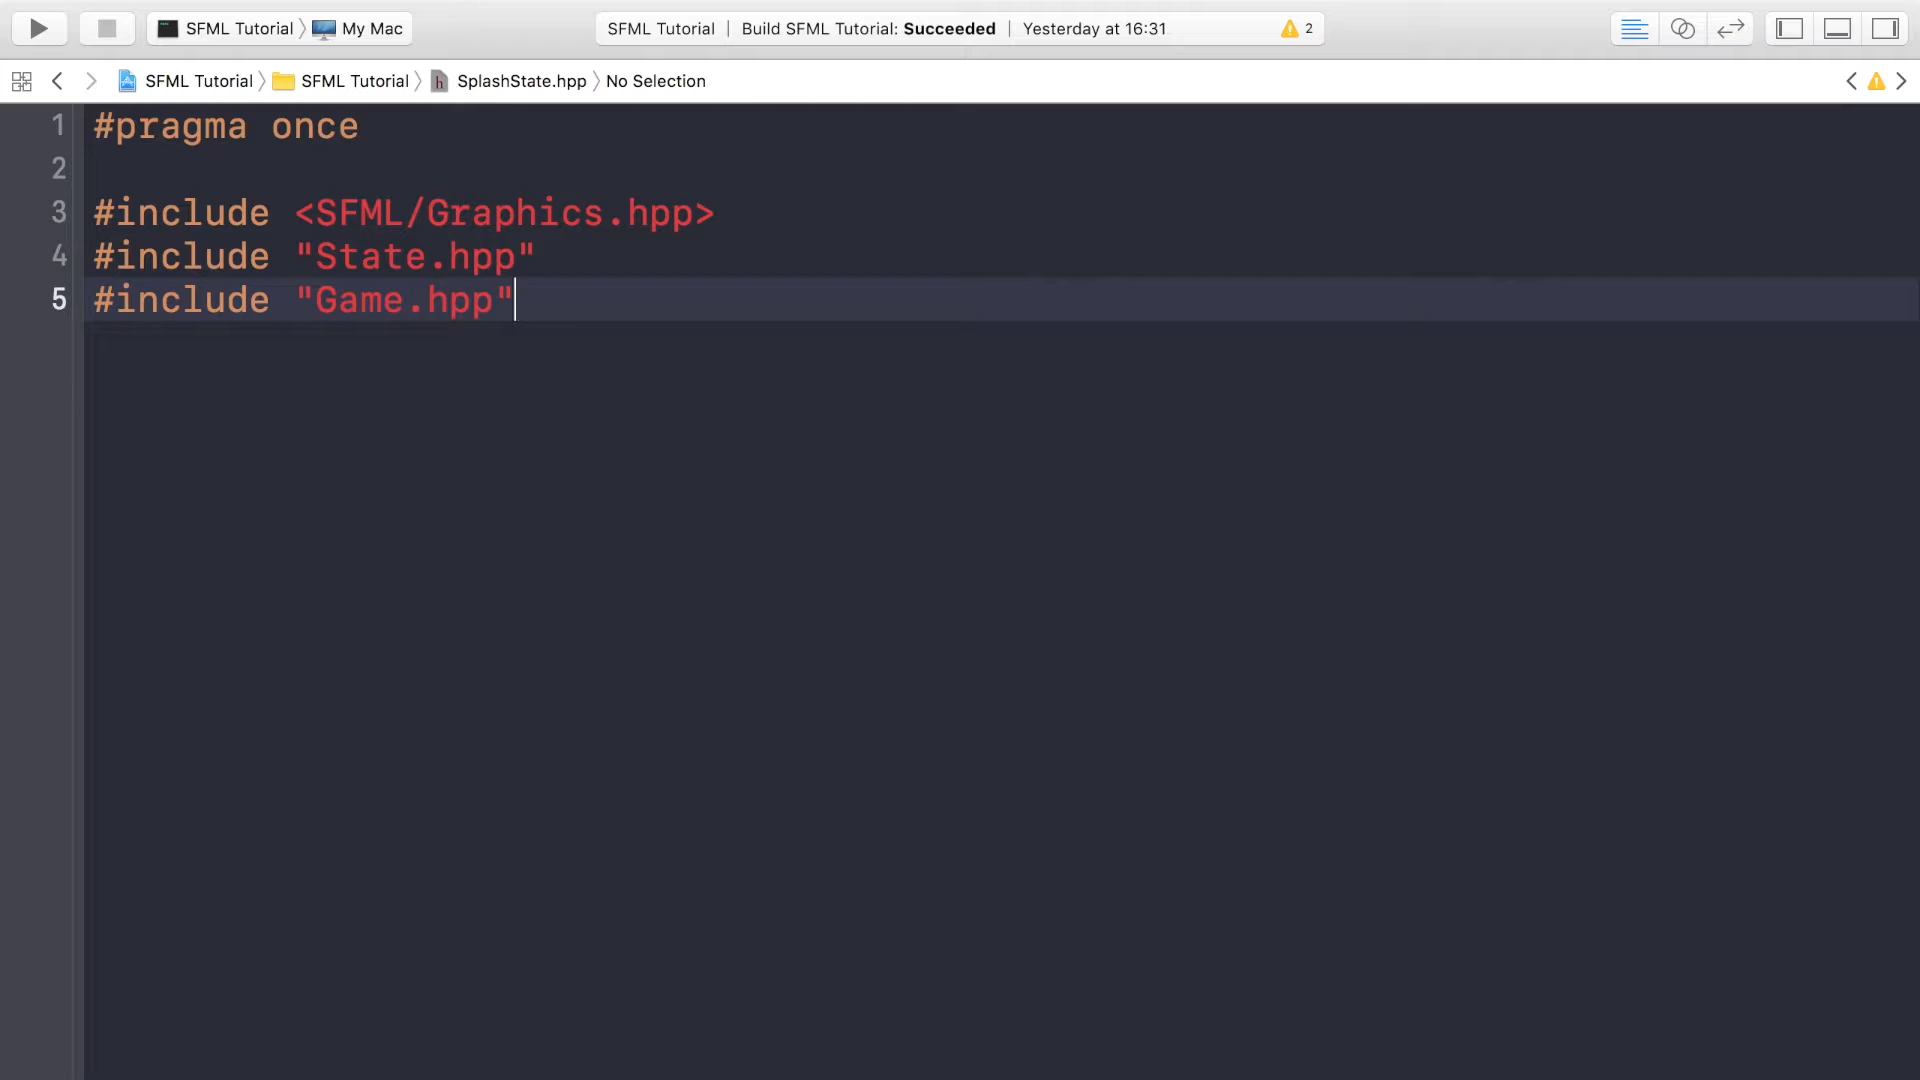 SFML Tutorial My Mac SFML Tutorial | Build SFML Tutorial: Succeeded | Yesterday at 16:31 2
SFML Tutorial SFML Tutorial h SplashState.hpp No Selection
1 #pragma once
2
3 #include <SFML/Graphics.hpp>
4 #include "State.hpp"
5 #include "Game.hpp"